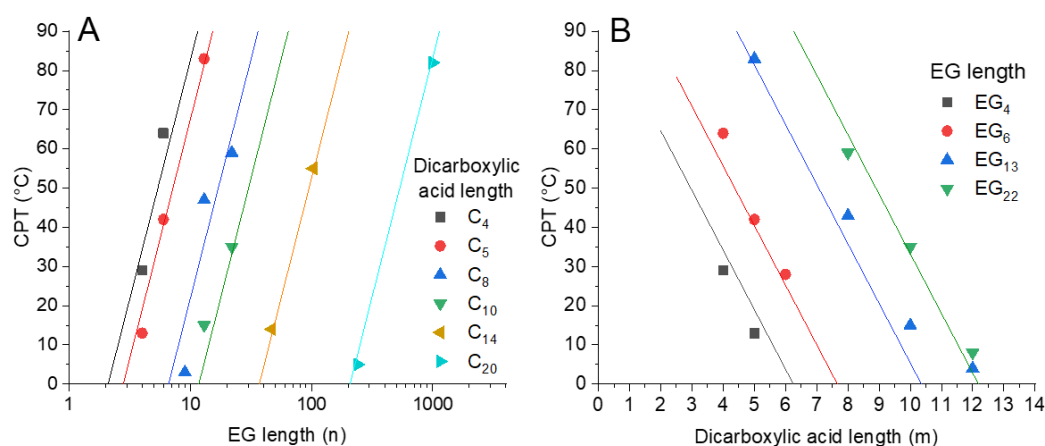 A
CPT (°C)
90
80
70
60
50
40
30
20
10
0
1
10
100
1000
EG length (n)
Dicarboxylic
acid length
C₄
C₅
C₈
C₁₀
C₁₄
C₂₀
B
CPT (°C)
90
80
70
60
50
40
30
20
10
0
0 1 2 3 4 5 6 7 8 9 10 11 12 13 14
Dicarboxylic acid length (m)
EG length
EG₄
EG₆
EG₁₃
EG₂₂